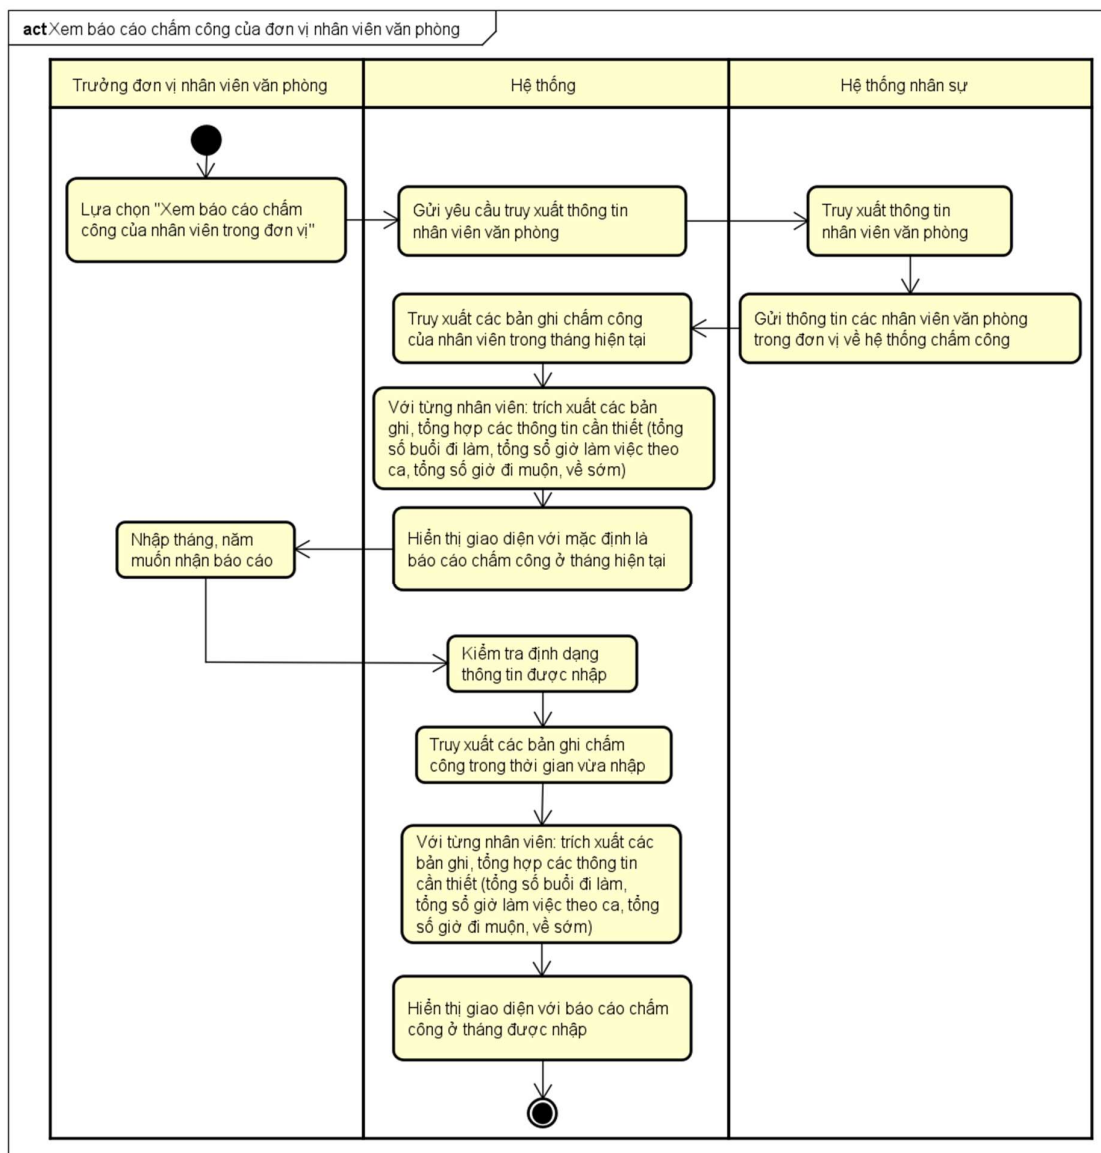 act Xem báo cáo chấm công của đơn vị nhân viên văn phòng
Trưởng đơn vị nhân viên văn phòng
Hệ thống
Hệ thống nhân sự
Lựa chọn "Xem báo cáo chấm
công của nhân viên trong đơn vị"
Gửi yêu cầu truy xuất thông tin
nhân viên văn phòng
Truy xuất thông tin
nhân viên văn phòng
Gửi thông tin các nhân viên văn phòng
trong đơn vị về hệ thống chấm công
Truy xuất các bản ghi chấm công
của nhân viên trong tháng hiện tại
Với từng nhân viên: trích xuất các bản
ghi, tổng hợp các thông tin cần thiết (tổng
số buổi đi làm, tổng sổ giờ làm việc theo
ca, tổng số giờ đi muộn, về sớm)
Hiển thị giao diện với mặc định là
báo cáo chấm công ở tháng hiện tại
Nhập tháng, năm
muốn nhận báo cáo
Kiểm tra định dạng
thông tin được nhập
Truy xuất các bản ghi chấm
công trong thời gian vừa nhập
Với từng nhân viên: trích xuất các
bản ghi, tổng hợp các thông tin
cần thiết (tổng số buổi đi làm,
tổng sổ giờ làm việc theo ca, tổng
số giờ đi muộn, về sớm)
Hiển thị giao diện với báo cáo chấm
công ở tháng được nhập